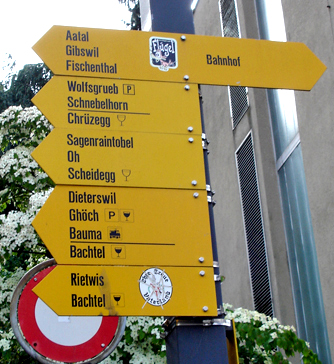 Aatal
Gibswil
Fischenthal
Bahnhof
Wolfsgrueb P
Schnebelhorn
Chrüzegg
Sagenraintobel
Oh
Scheidegg
Dieterswil
Ghöch P
Bauma
Bachtel
Rietwis
Bachtel